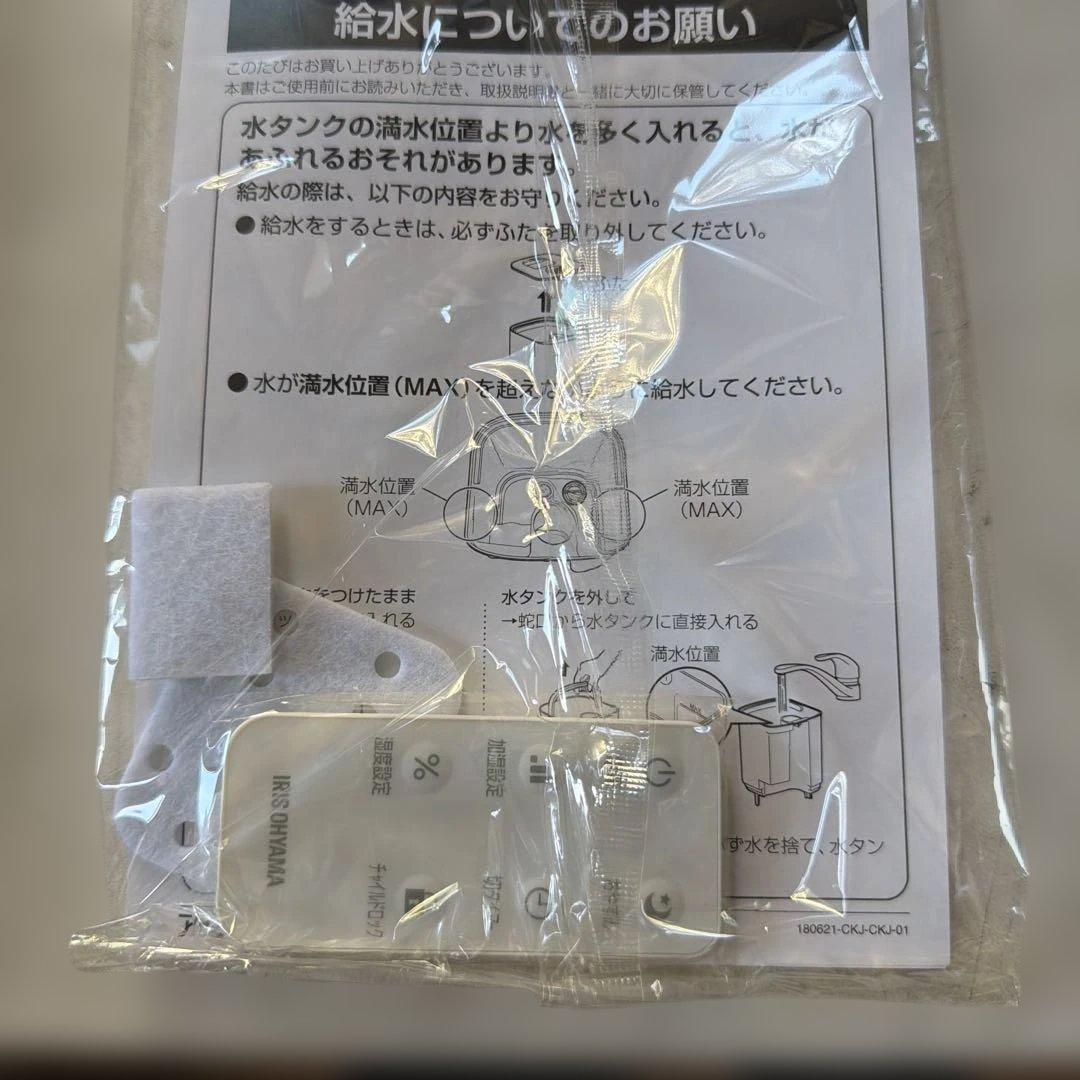 給水についてのお願い
このたびはお買い上げありがとうございます。
本書はご使用前にお読みいただき、取扱説明書と一緒に大切に保管してください。
水タンクの満水位置より水を多く入れると、水が
あふれるおそれがあります。
給水の際は、以下の内容をお守りください。
●給水をするときは、必ずふたを取り外してください。
ふた
●水が満水位置(MAX)を超えないように給水してください。
満水位置
(MAX)
満水位置
(MAX)
をつけたまま
入れる
水タンクを外して
→蛇口から水タンクに直接入れる
満水位置
ず水を捨て、水タン
180621-CKJ-CKJ-01
加湿設定
%
湿度設定
切タイマー
チャイルドロック
IRIS OHYAMA